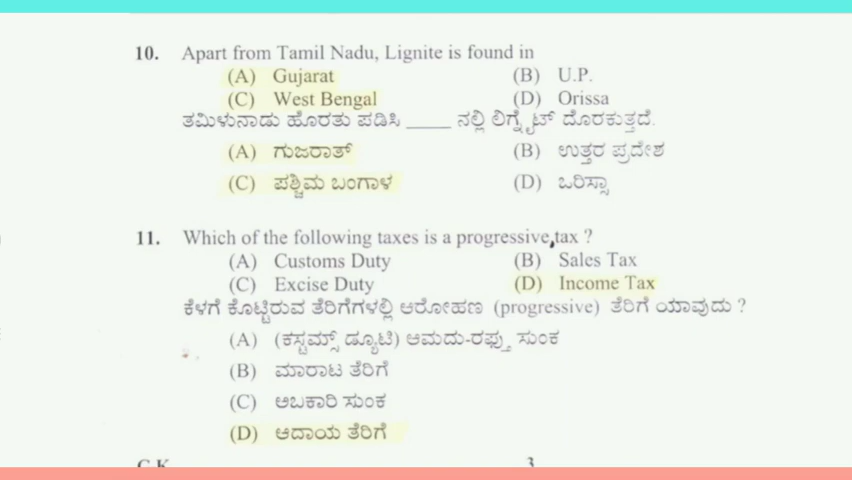 10. Apart from Tamil Nadu, Lignite is found in
(A) Gujarat (B) U.P.
(C) West Bengal (D) Orissa
ತಮಿಳುನಾಡು ಹೊರತು ಪಡಿಸಿ ____ ನಲ್ಲಿ ಲಿಗ್ನೈಟ್ ದೊರಕುತ್ತದೆ.
(A) ಗುಜರಾತ್ (B) ಉತ್ತರ ಪ್ರದೇಶ
(C) ಪಶ್ಚಿಮ ಬಂಗಾಳ (D) ಒರಿಸ್ಸಾ
11. Which of the following taxes is a progressive tax ?
(A) Customs Duty (B) Sales Tax
(C) Excise Duty (D) Income Tax
ಕೆಳಗೆ ಕೊಟ್ಟಿರುವ ತೆರಿಗೆಗಳಲ್ಲಿ ಆರೋಹಣ (progressive) ತೆರಿಗೆ ಯಾವುದು ?
(A) (ಕಸ್ಟಮ್ಸ್ ಡ್ಯೂಟಿ) ಆಮದು-ರಫ್ತು ಸುಂಕ
(B) ಮಾರಾಟ ತೆರಿಗೆ
(C) ಅಬಕಾರಿ ಸುಂಕ
(D) ಆದಾಯ ತೆರಿಗೆ